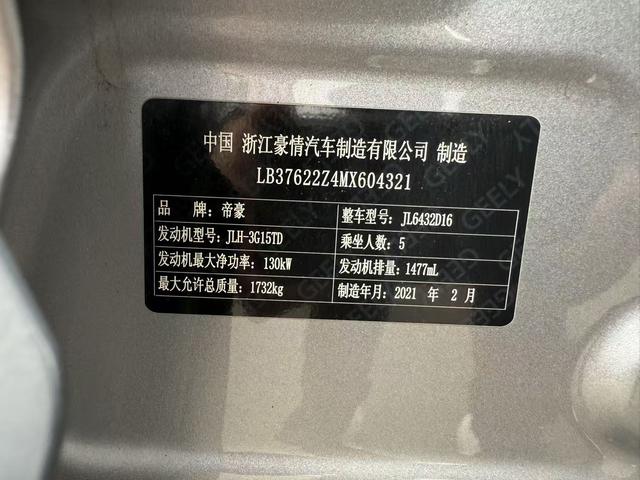 中国 浙江豪情汽车制造有限公司 制造
LB37622Z4MX604321
品 牌：帝豪 整车型号：JL6432D16
发动机型号：JLH-3G15TD 乘坐人数：5
发动机最大净功率：130kW 发动机排量：1477mL
最大允许总质量：1732kg 制造年月：2021 年 2 月